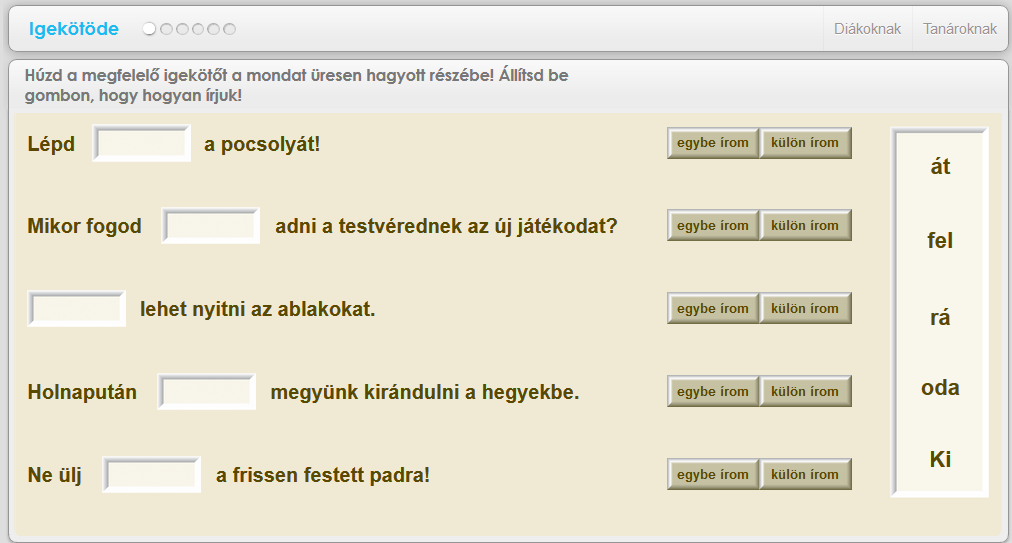 Igekötöde
Diákoknak
Tanároknak
Húzd a megfelelő igekötőt a mondat üresen hagyott részébe! Állítsd be
gombon, hogy hogyan írjuk!
Lépd a pocsolyát! egybe írom külön írom
Mikor fogod adni a testvérednek az új játékodat? egybe írom külön írom
lehet nyitni az ablakokat. egybe írom külön írom
Holnapután megyünk kirándulni a hegyekbe. egybe írom külön írom
Ne ülj a frissen festett padra! egybe írom külön írom
át
fel
rá
oda
Ki